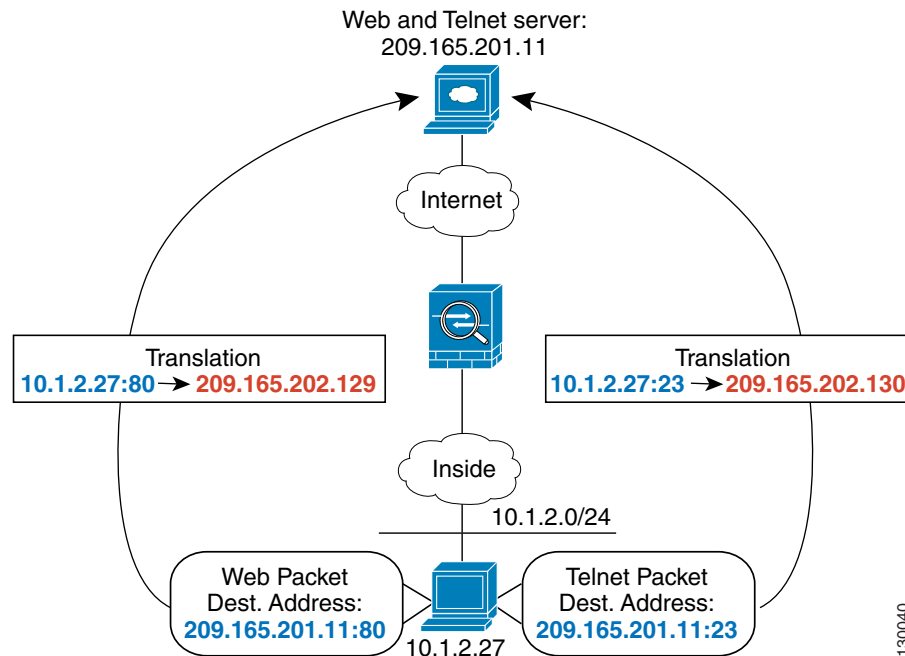 Web and Telnet server:
209.165.201.11
Internet
Translation
10.1.2.27:80 → 209.165.202.129
Translation
10.1.2.27:23 → 209.165.202.130
Inside
10.1.2.0/24
Web Packet
Dest. Address:
209.165.201.11:80
Telnet Packet
Dest. Address:
209.165.201.11:23
10.1.2.27
130040